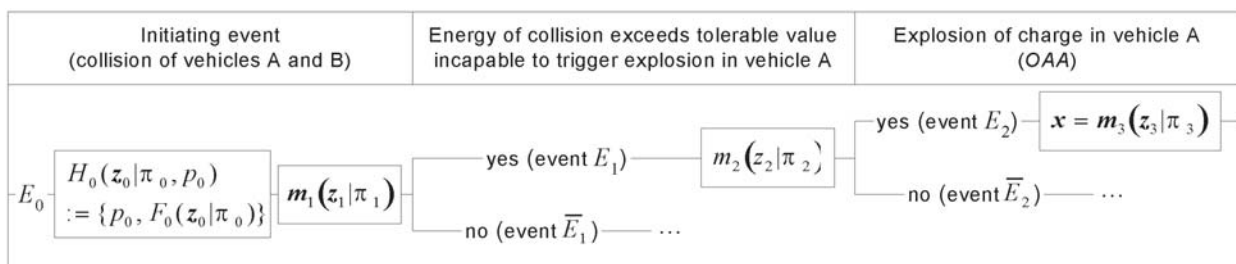 Initiating event
(collision of vehicles A and B)
Energy of collision exceeds tolerable value
incapable to trigger explosion in vehicle A
Explosion of charge in vehicle A
(OAA)
E₀
H₀(z₀|π₀, p₀)
:= {p₀, F₀(z₀|π₀)}
m₁(z₁|π₁)
yes (event E₁)
m₂(z₂|π₂)
no (event E̅₁) ⋯
yes (event E₂)
x = m₃(z₃|π₃)
no (event E̅₂) ⋯